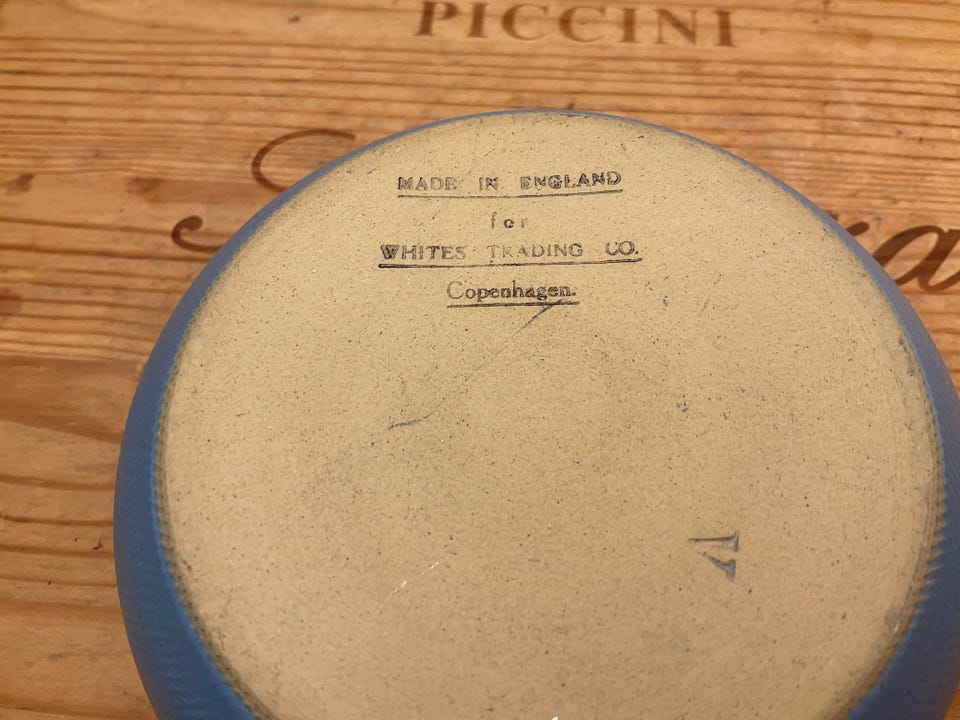 PICCINI
MADE IN ENGLAND
for
WHITES TRADING CO.
Copenhagen.
V